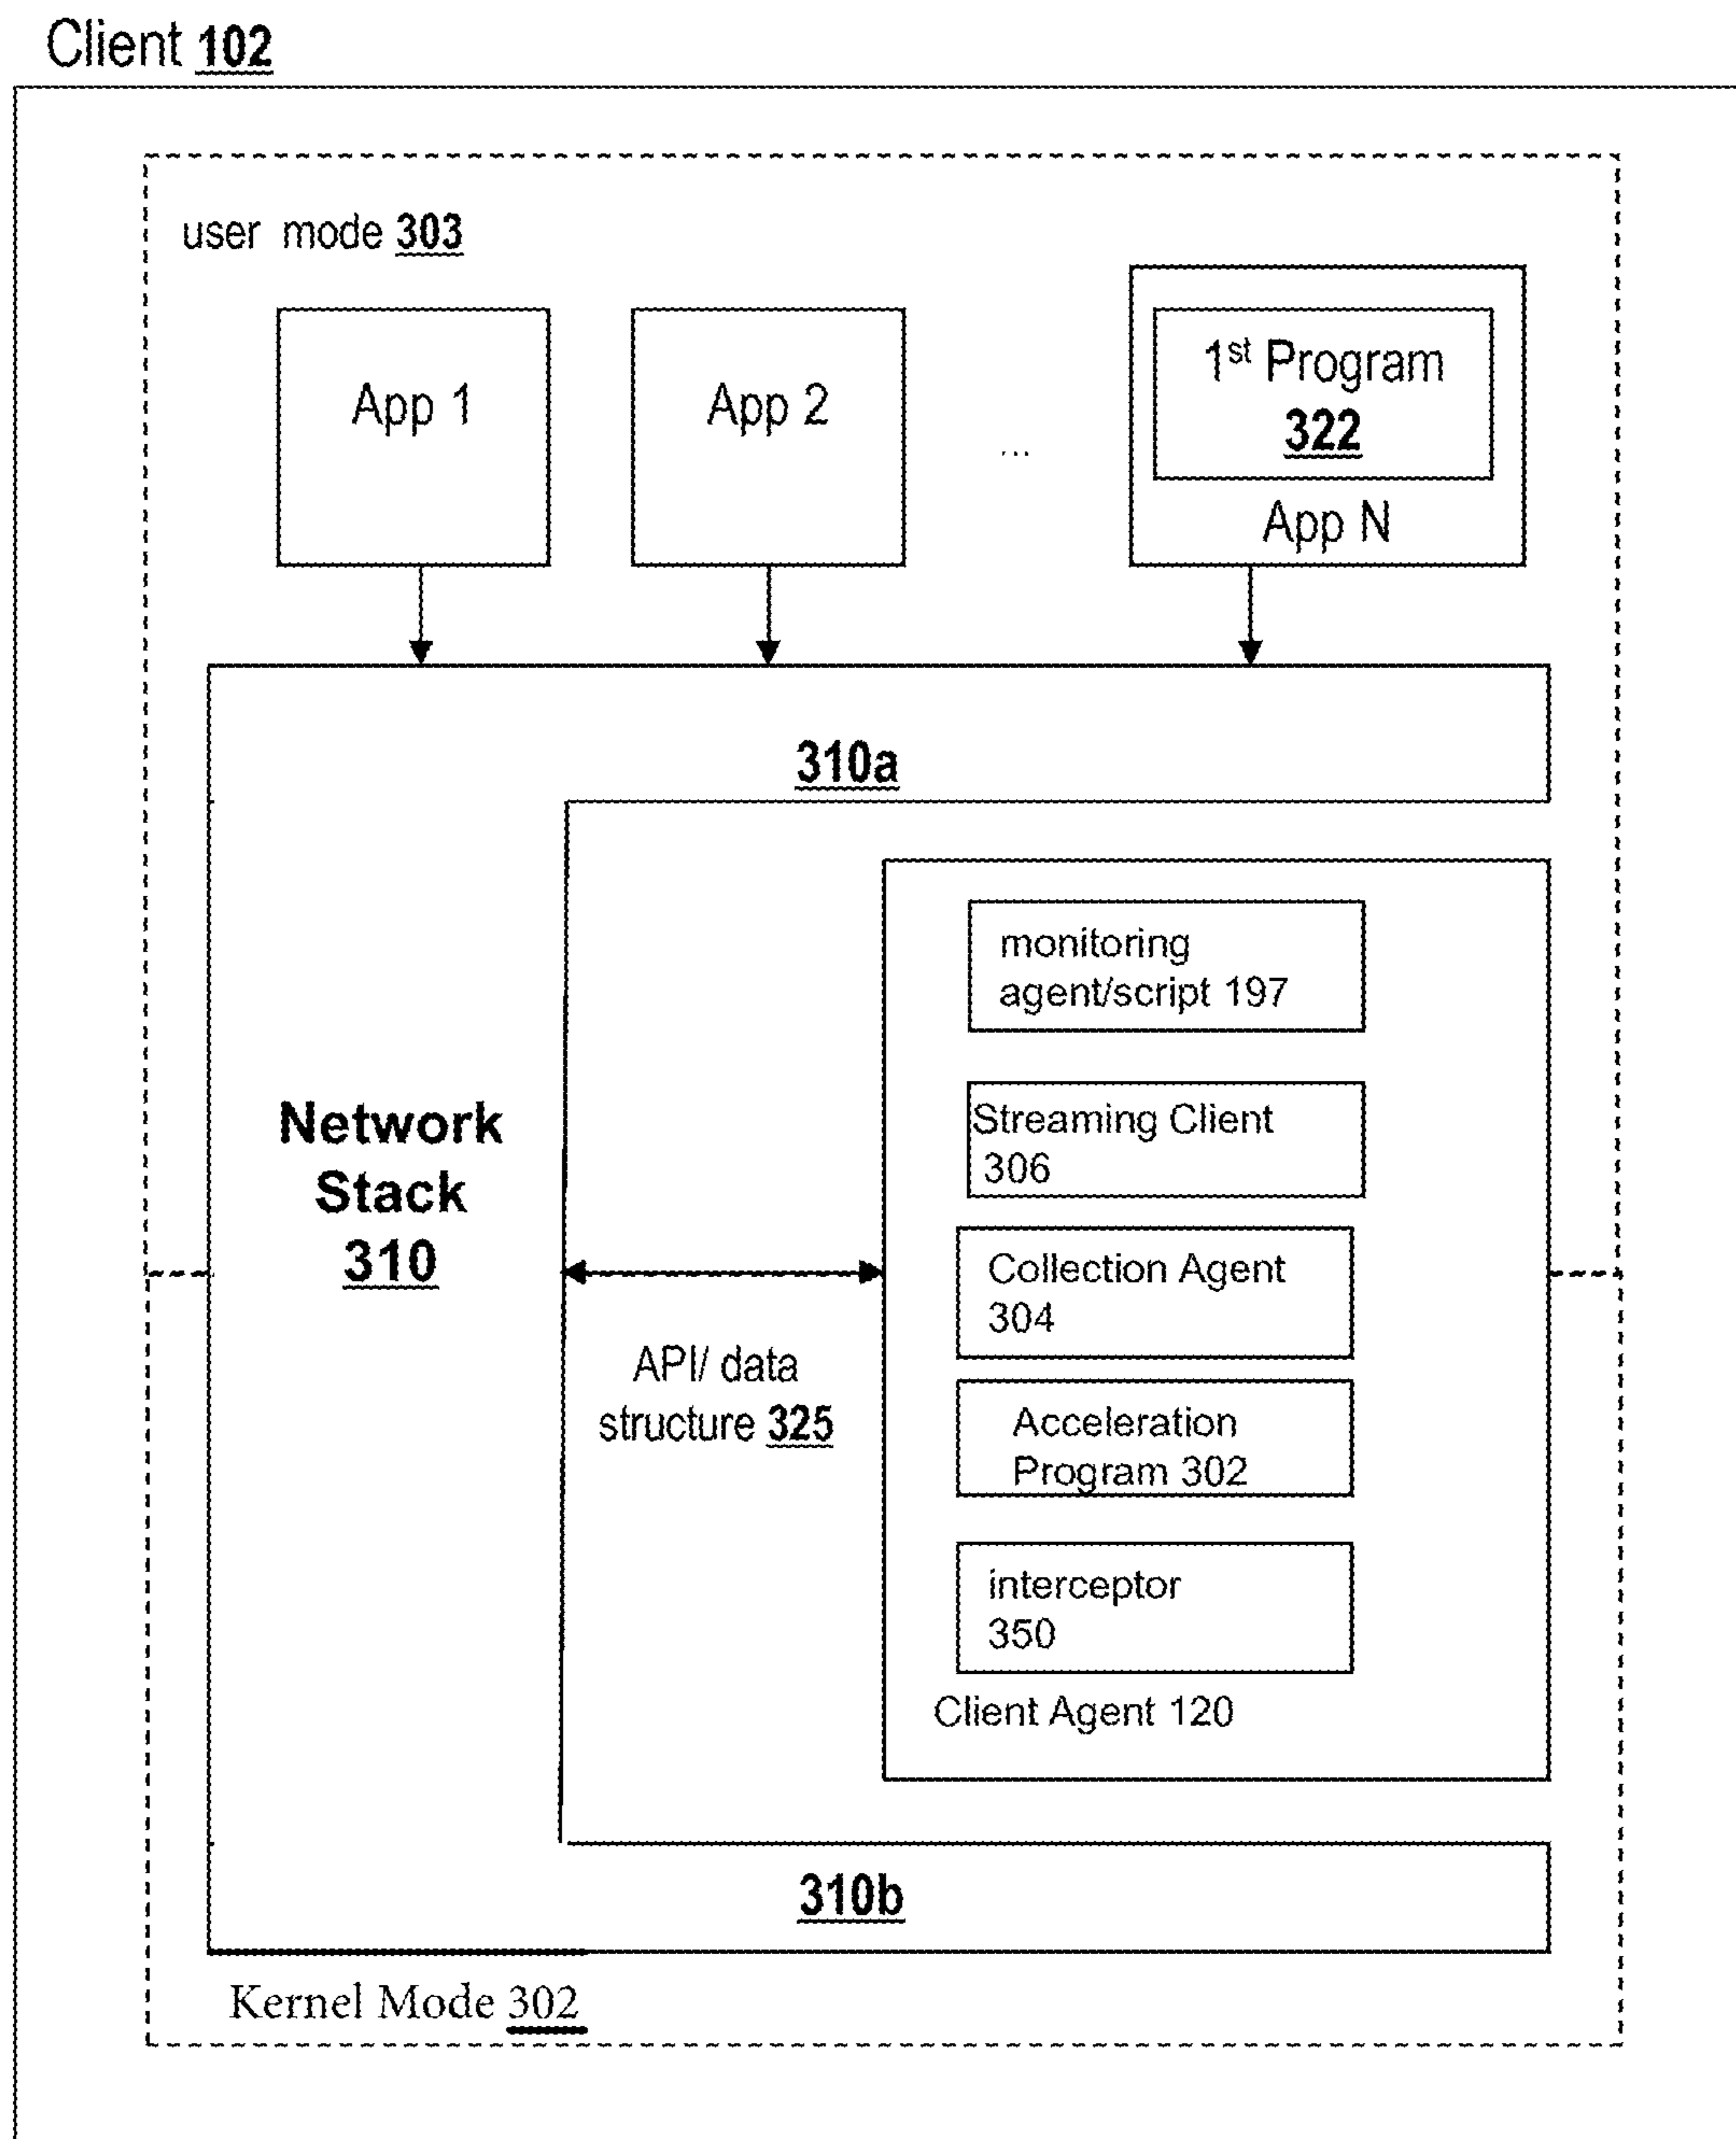 Client 102
user mode 303
App 1
App 2
...
1st Program
322
App N
310a
Network
Stack
310
API/ data
structure 325
monitoring
agent/script 197
Streaming Client
306
Collection Agent
304
Acceleration
Program 302
interceptor
350
Client Agent 120
310b
Kernel Mode 302